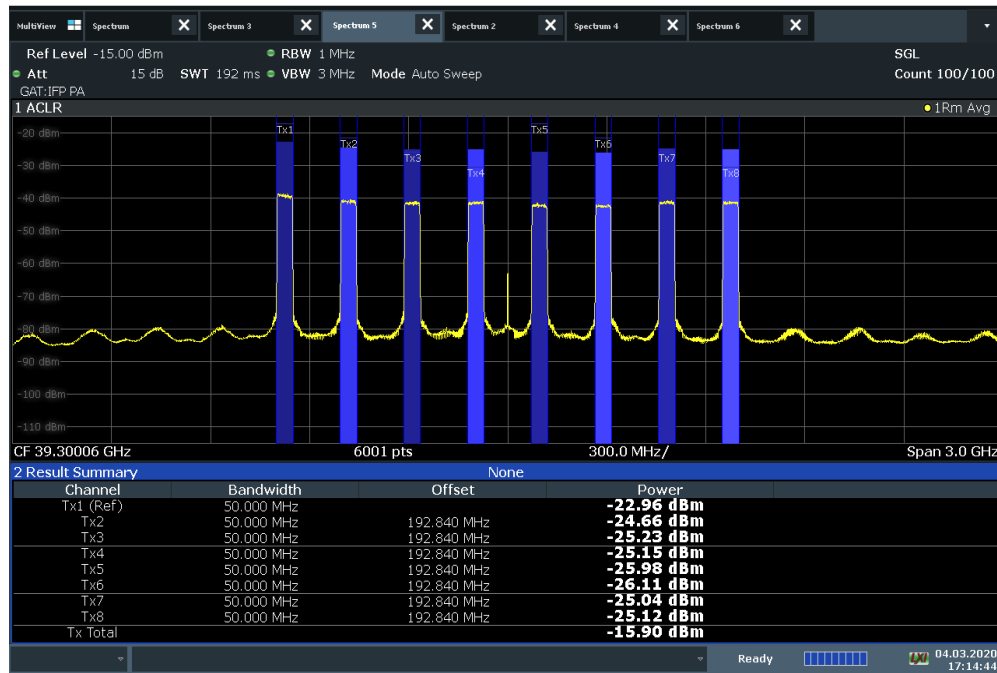 MultiView Spectrum X Spectrum 3 X Spectrum 5 X Spectrum 2 X Spectrum 4 X Spectrum 6 X
Ref Level -15.00 dBm RBW 1 MHz SGL
Att 15 dB SWT 192 ms VBW 3 MHz Mode Auto Sweep Count 100/100
GAT:IFP PA
1 ACLR 1Rm Avg
Tx1 Tx5
-20 dBm
Tx2 Tx6
Tx3 Tx7
-30 dBm
Tx4 Tx8
-40 dBm
-50 dBm
-60 dBm
-70 dBm
-80 dBm
-90 dBm
-100 dBm
-110 dBm
CF 39.30006 GHz 6001 pts 300.0 MHz/ Span 3.0 GHz
2 Result Summary None
Channel Bandwidth Offset Power
Tx1 (Ref) 50.000 MHz -22.96 dBm
Tx2 50.000 MHz 192.840 MHz -24.66 dBm
Tx3 50.000 MHz 192.840 MHz -25.23 dBm
Tx4 50.000 MHz 192.840 MHz -25.15 dBm
Tx5 50.000 MHz 192.840 MHz -25.98 dBm
Tx6 50.000 MHz 192.840 MHz -26.11 dBm
Tx7 50.000 MHz 192.840 MHz -25.04 dBm
Tx8 50.000 MHz 192.840 MHz -25.12 dBm
Tx Total -15.90 dBm
Ready LXI 04.03.2020
17:14:44